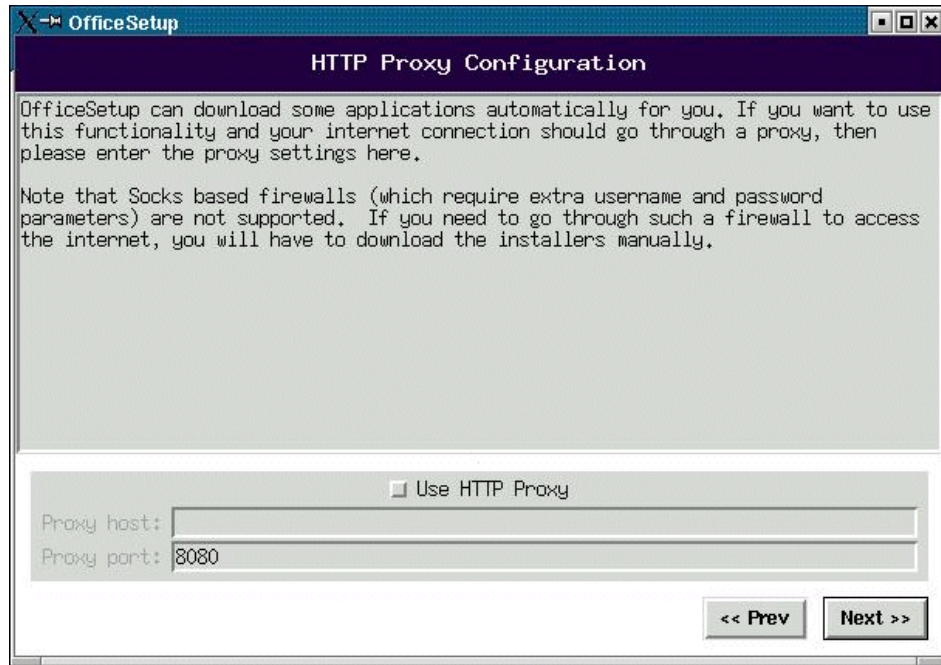 OfficeSetup
HTTP Proxy Configuration
OfficeSetup can download some applications automatically for you. If you want to use
this functionality and your internet connection should go through a proxy, then
please enter the proxy settings here.
Note that Socks based firewalls (which require extra username and password
parameters) are not supported.  If you need to go through such a firewall to access
the internet, you will have to download the installers manually.
Use HTTP Proxy
Proxy host:
Proxy port: 8080
<< Prev Next >>